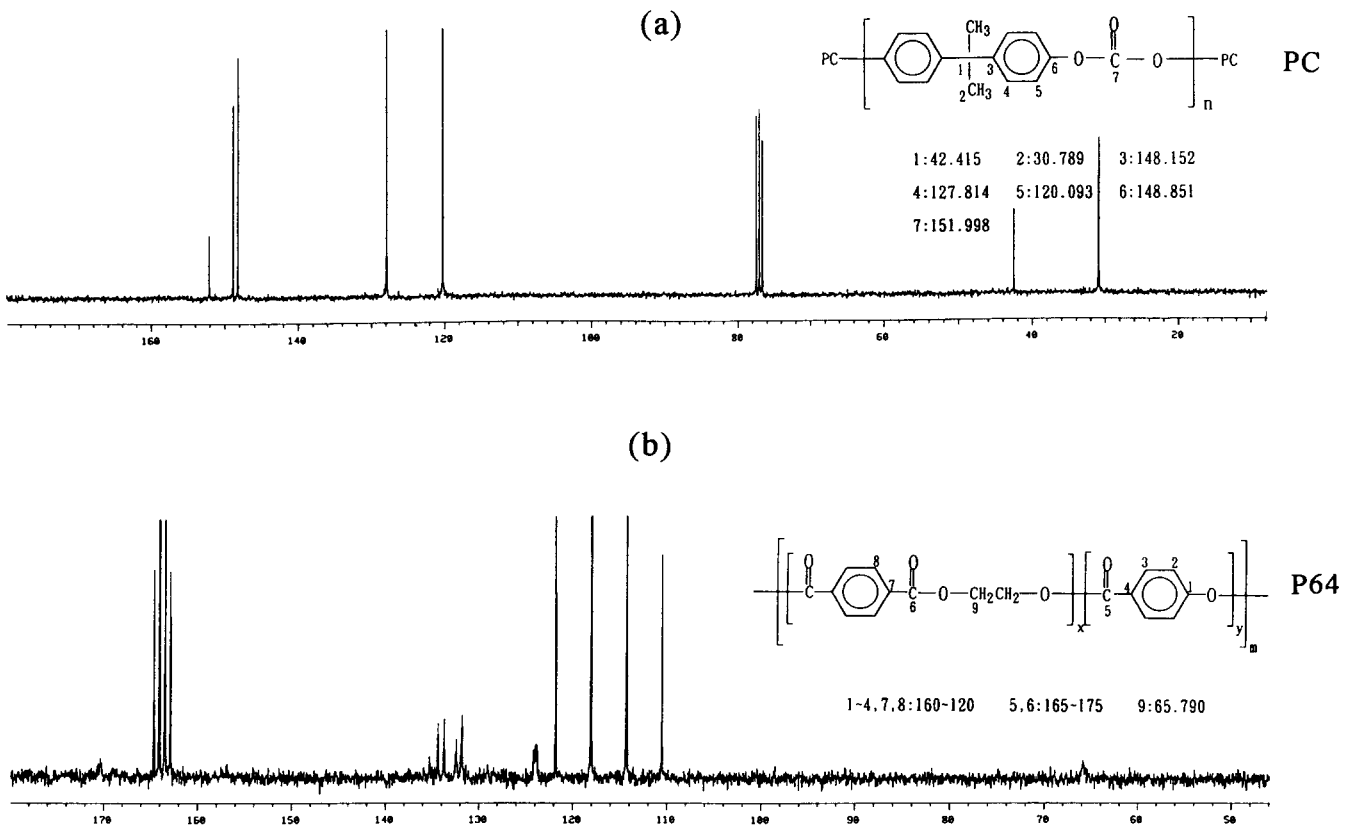 (a)
CH₃
O
PC
1
3
6
O
C
O
PC
PC
₂CH₃
4
5
7
n
1:42.415 2:30.789 3:148.152
4:127.814 5:120.093 6:148.851
7:151.998
160 140 120 100 80 60 40 20
(b)
O
8
O
O
3
2
C
7
C-O-CH₂CH₂-O
C
4
1
O
P64
6
9
5
x
y
m
1~4,7,8:160~120 5,6:165~175 9:65.790
170 160 150 140 130 120 110 100 90 80 70 60 50